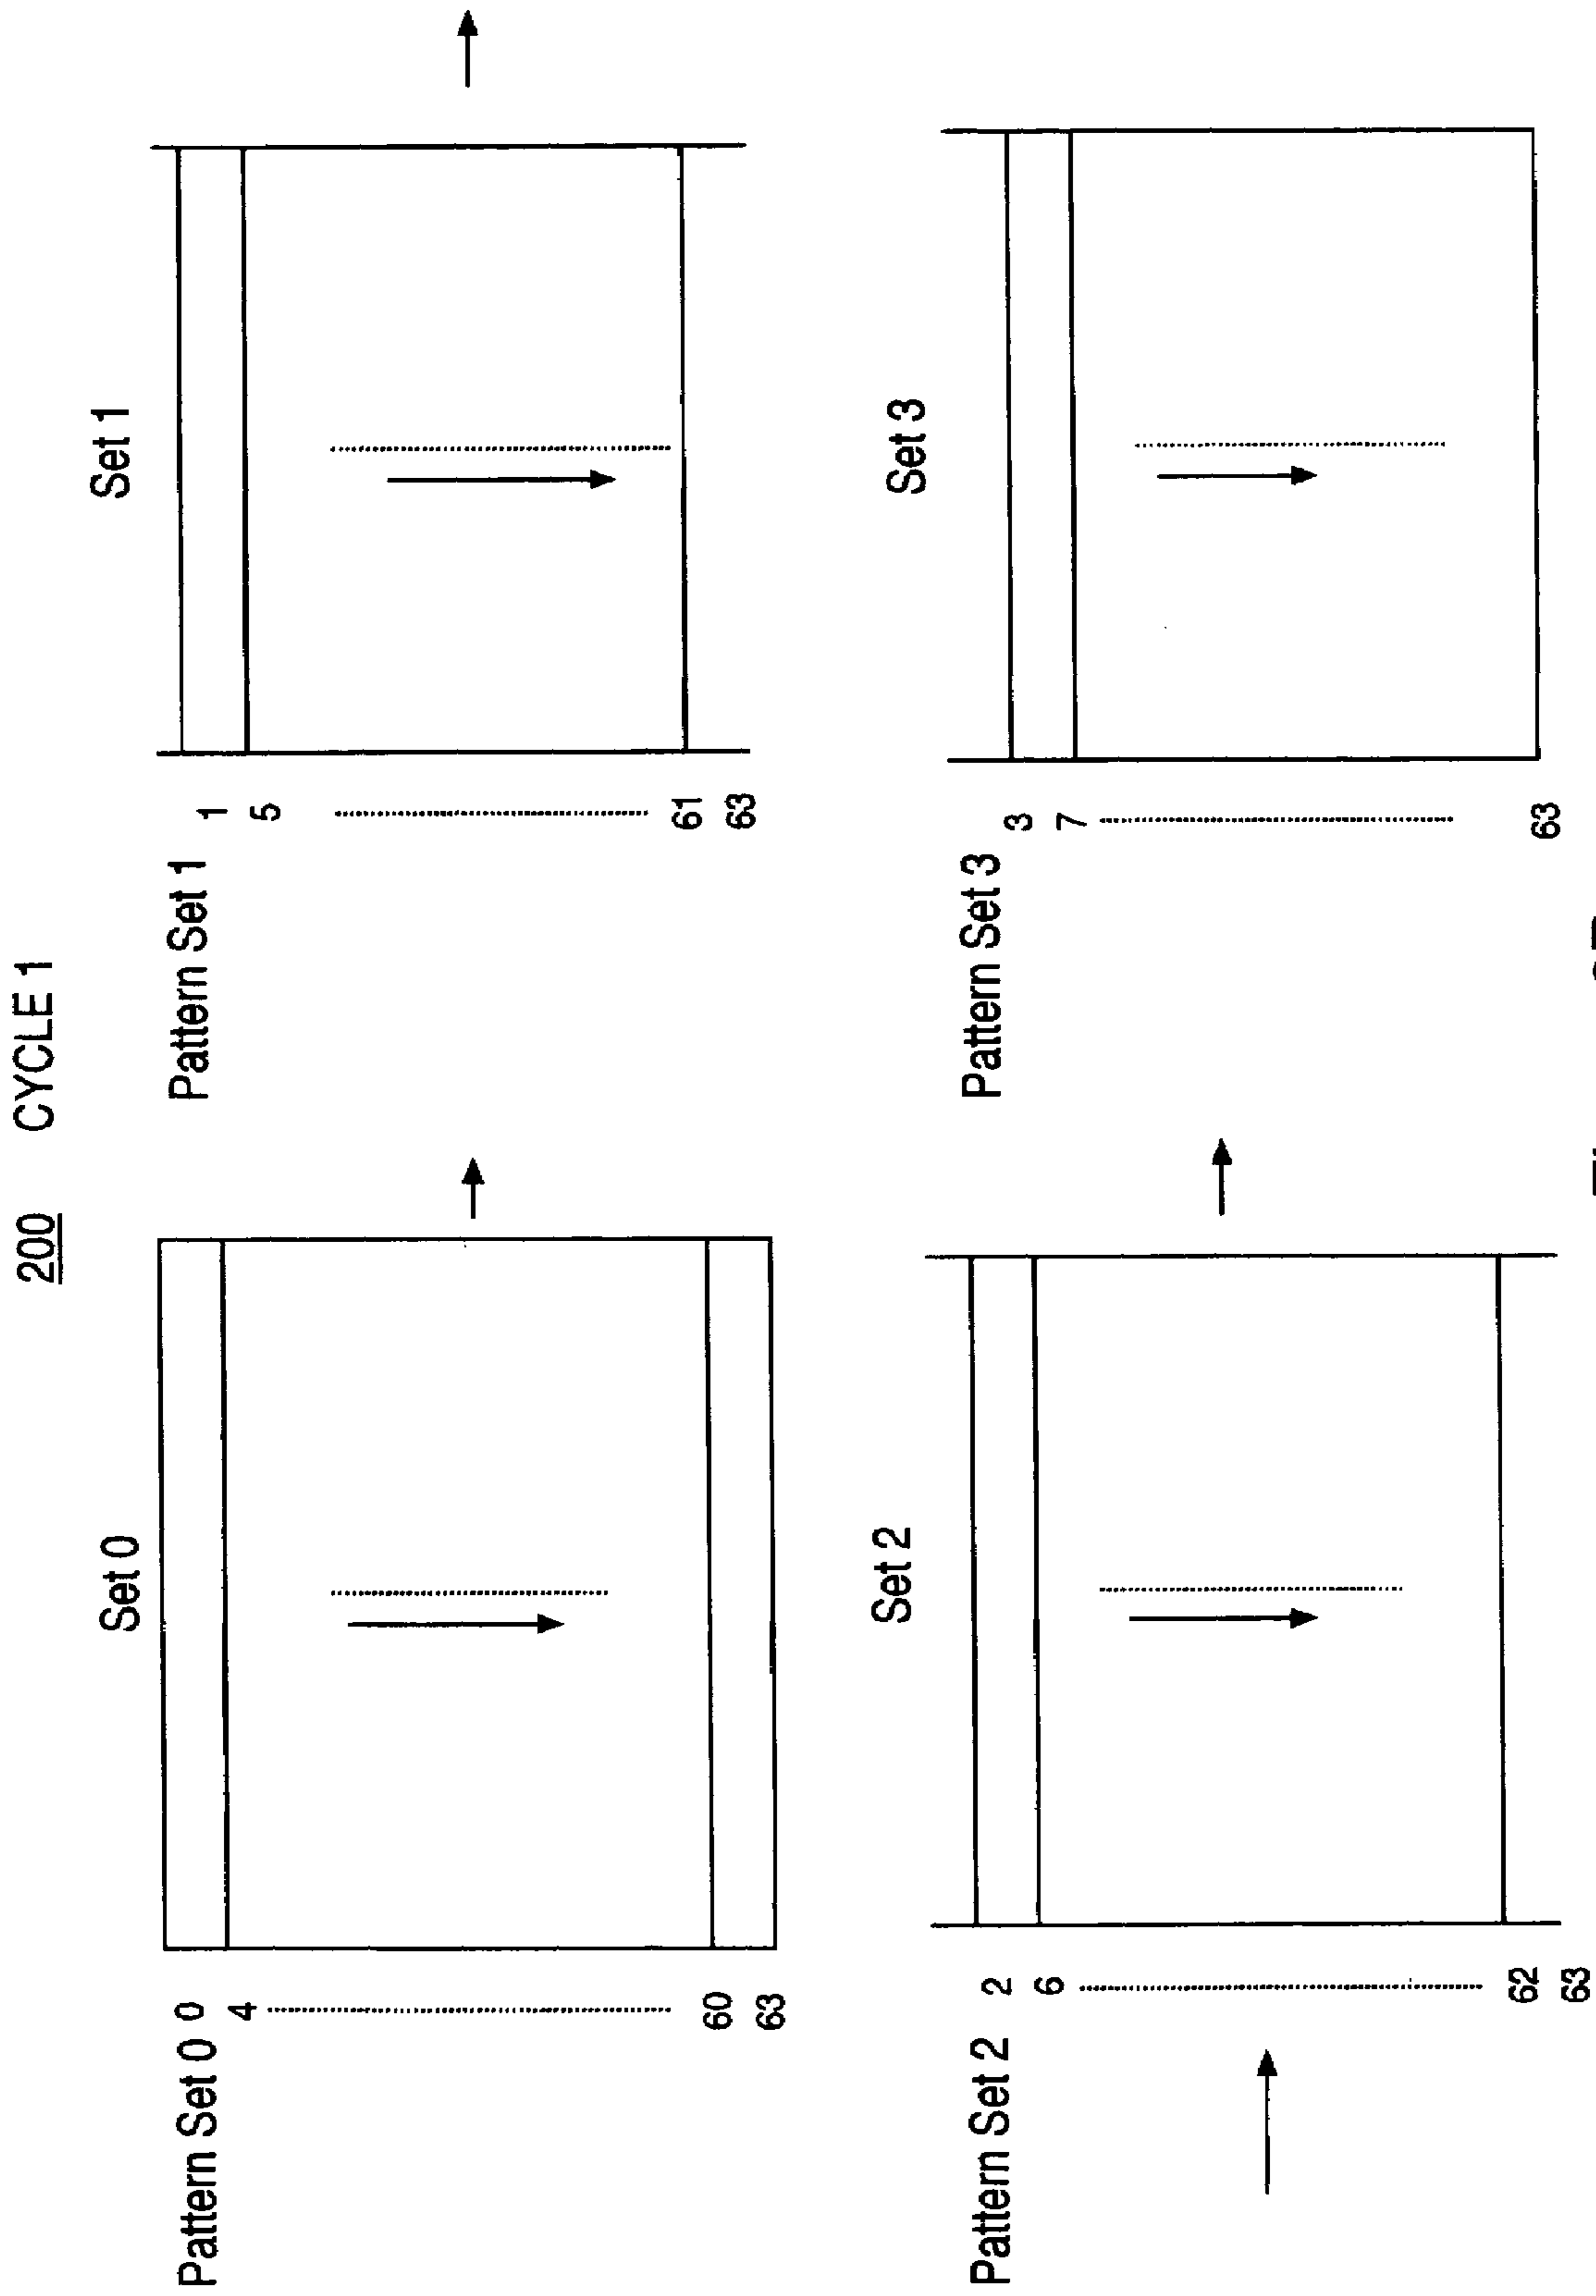 200 CYCLE 1
Set 0
Pattern Set 0 0
4
60
63
Set 1
Pattern Set 1
1
5
61
63
Set 2
Pattern Set 2 2
6
62
63
Set 3
Pattern Set 3
3
7
63